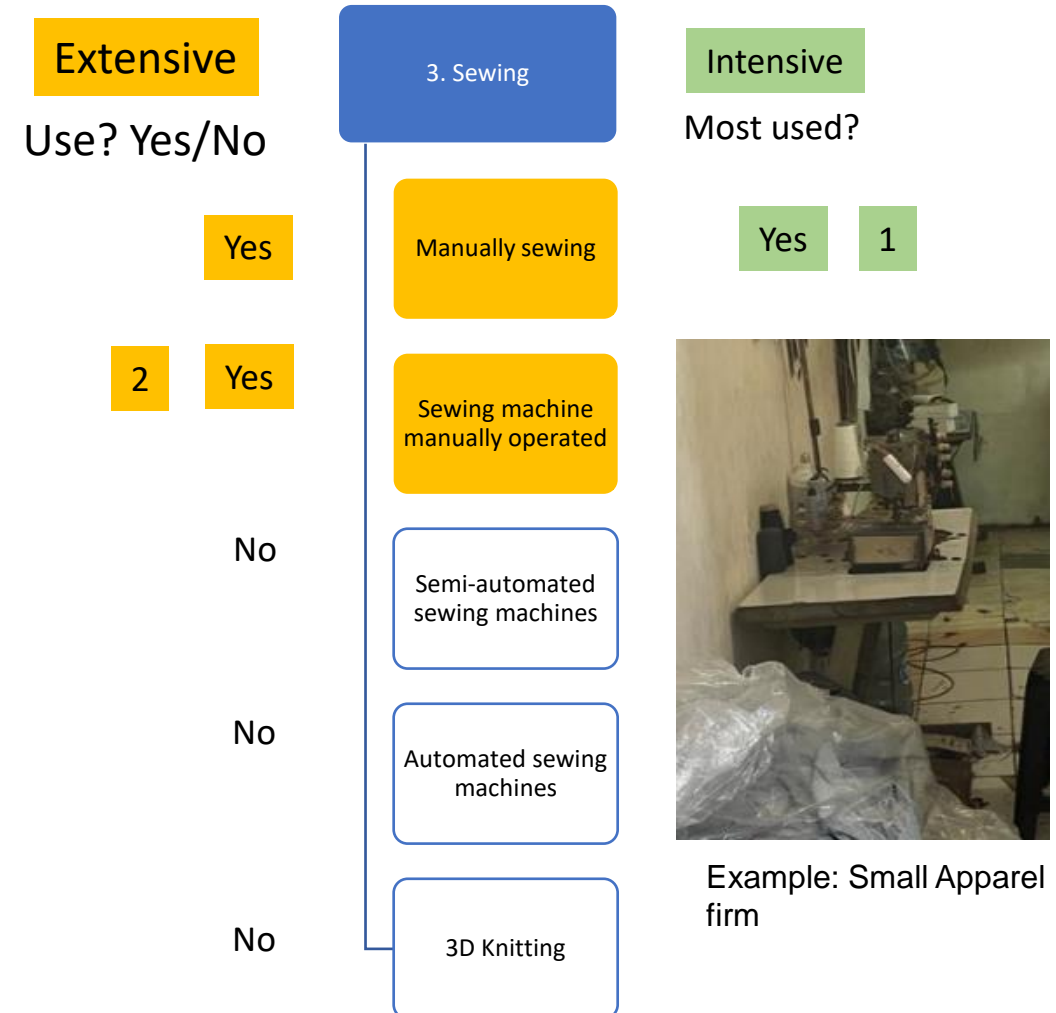 Extensive
3. Sewing
Intensive
Use? Yes/No
Most used?
Yes
Manually sewing
Yes
1
2
Yes
Sewing machine
manually operated
No
Semi-automated
sewing machines
No
Automated sewing
machines
Example: Small Apparel
firm
No
3D Knitting